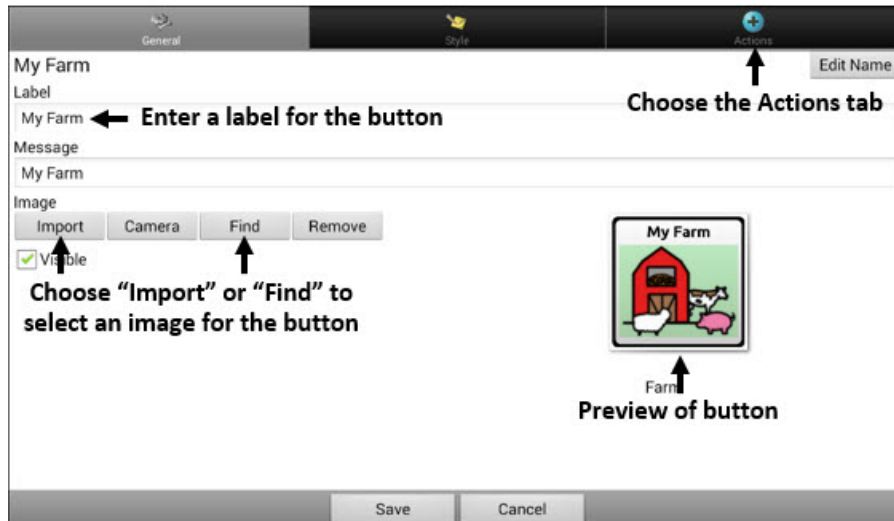 General
Style
Actions
My Farm
Edit Name
Choose the Actions tab
Label
My Farm
Enter a label for the button
Message
My Farm
Image
Import
Camera
Find
Remove
Visible
Choose “Import” or “Find” to
select an image for the button
My Farm
Farm
Preview of button
Save
Cancel